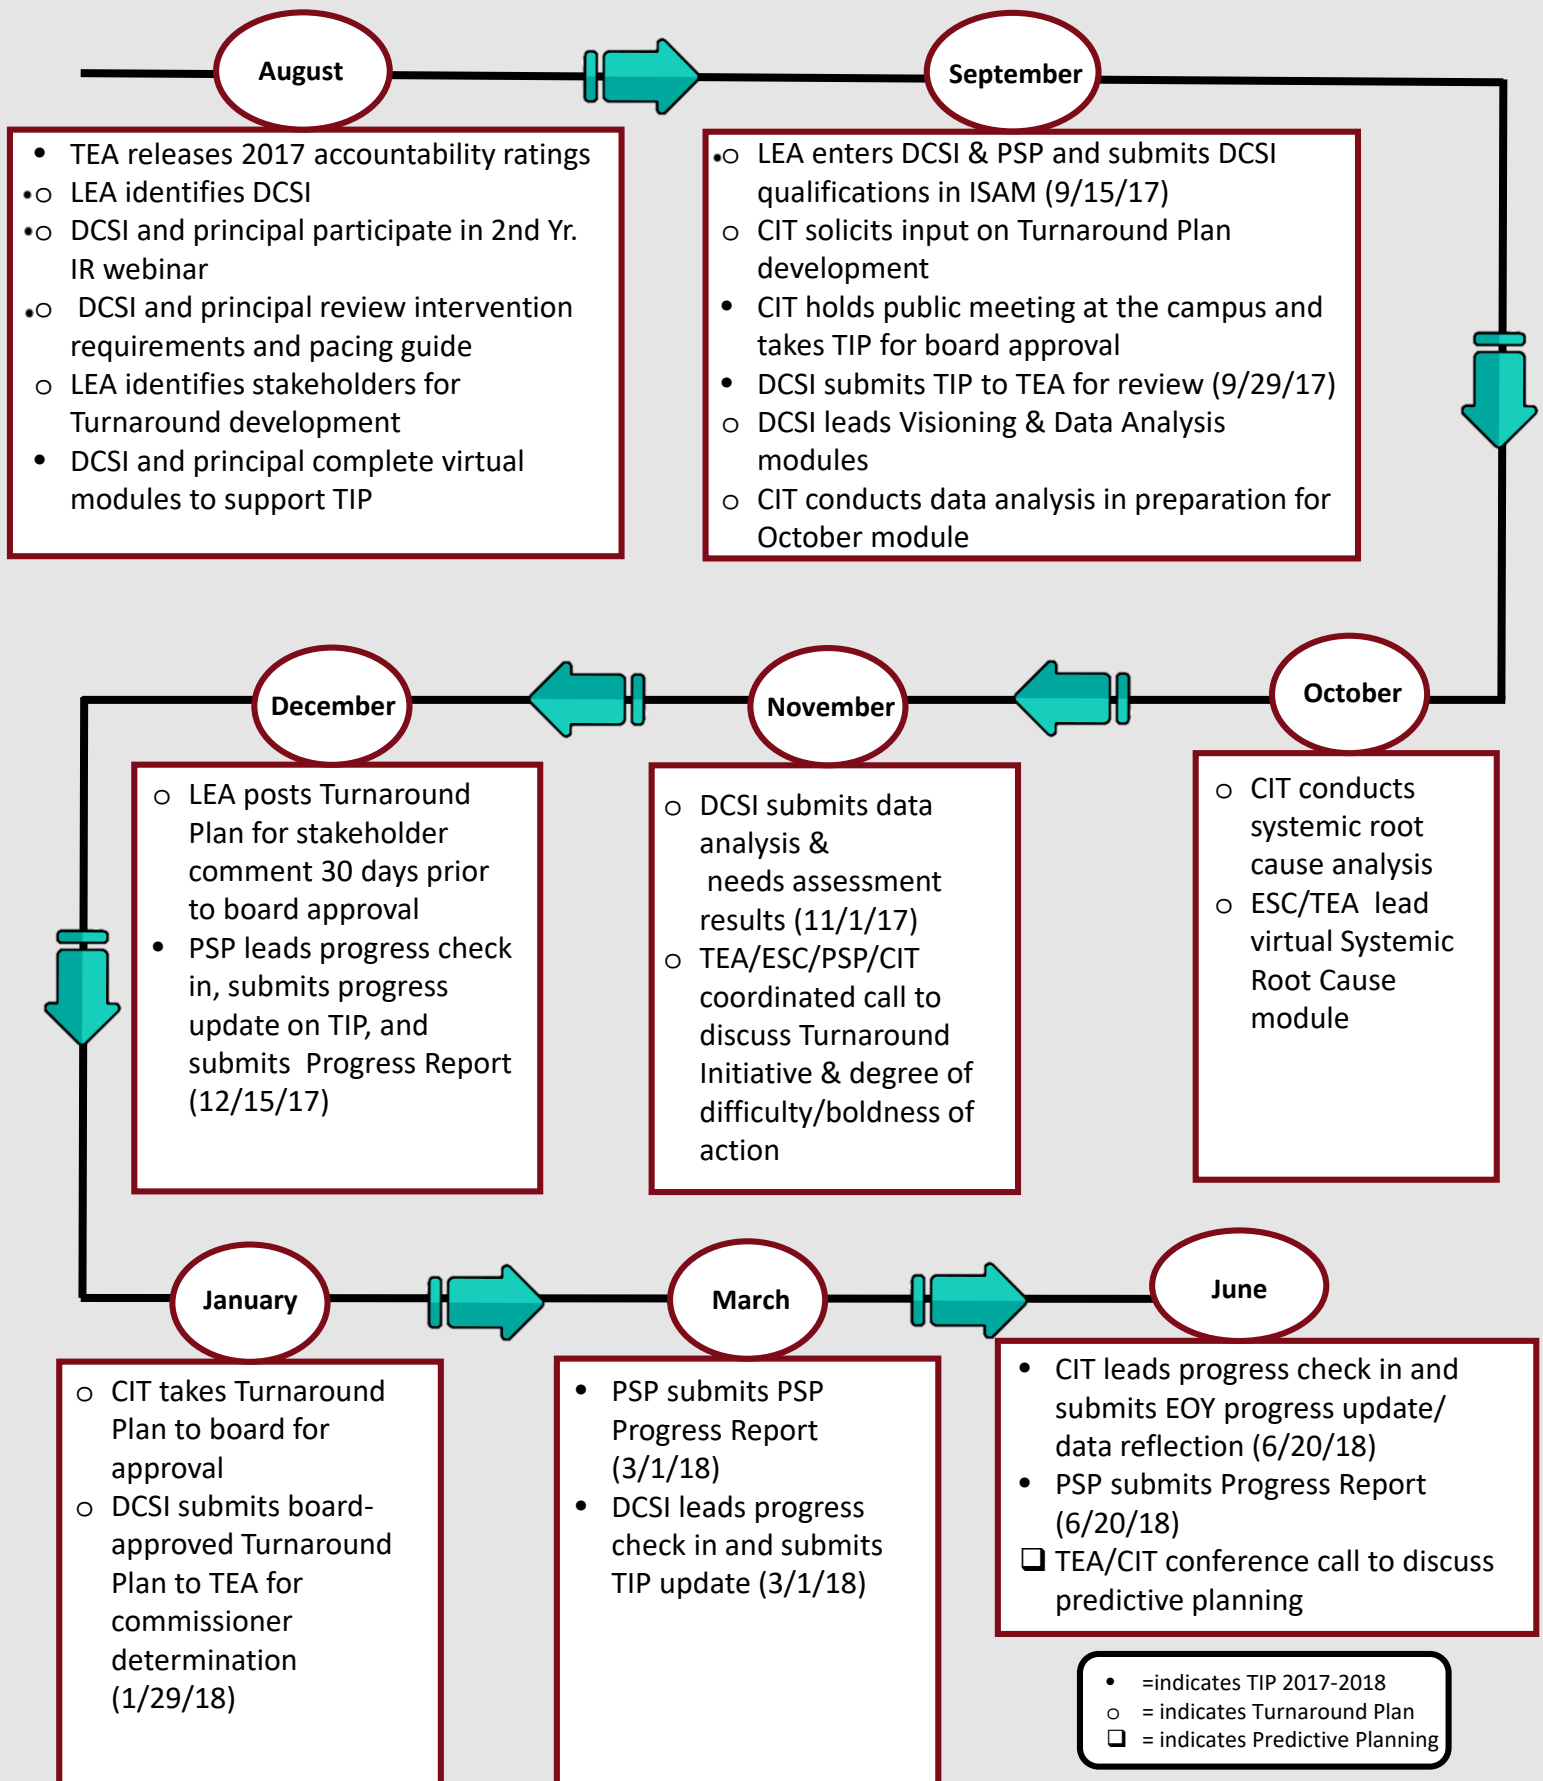 August
• TEA releases 2017 accountability ratings
•o LEA identifies DCSI
•o DCSI and principal participate in 2nd Yr.
IR webinar
•o DCSI and principal review intervention
requirements and pacing guide
o LEA identifies stakeholders for
Turnaround development
• DCSI and principal complete virtual
modules to support TIP
September
•o LEA enters DCSI & PSP and submits DCSI
qualifications in ISAM (9/15/17)
o CIT solicits input on Turnaround Plan
development
• CIT holds public meeting at the campus and
takes TIP for board approval
• DCSI submits TIP to TEA for review (9/29/17)
o DCSI leads Visioning & Data Analysis
modules
o CIT conducts data analysis in preparation for
October module
October
o CIT conducts
systemic root
cause analysis
o ESC/TEA lead
virtual Systemic
Root Cause
module
November
o DCSI submits data
analysis &
needs assessment
results (11/1/17)
o TEA/ESC/PSP/CIT
coordinated call to
discuss Turnaround
Initiative & degree of
difficulty/boldness of
action
December
o LEA posts Turnaround
Plan for stakeholder
comment 30 days prior
to board approval
• PSP leads progress check
in, submits progress
update on TIP, and
submits Progress Report
(12/15/17)
January
o CIT takes Turnaround
Plan to board for
approval
o DCSI submits board-
approved Turnaround
Plan to TEA for
commissioner
determination
(1/29/18)
March
• PSP submits PSP
Progress Report
(3/1/18)
• DCSI leads progress
check in and submits
TIP update (3/1/18)
June
• CIT leads progress check in and
submits EOY progress update/
data reflection (6/20/18)
• PSP submits Progress Report
(6/20/18)
❑ TEA/CIT conference call to discuss
predictive planning
• =indicates TIP 2017-2018
o = indicates Turnaround Plan
❑ = indicates Predictive Planning